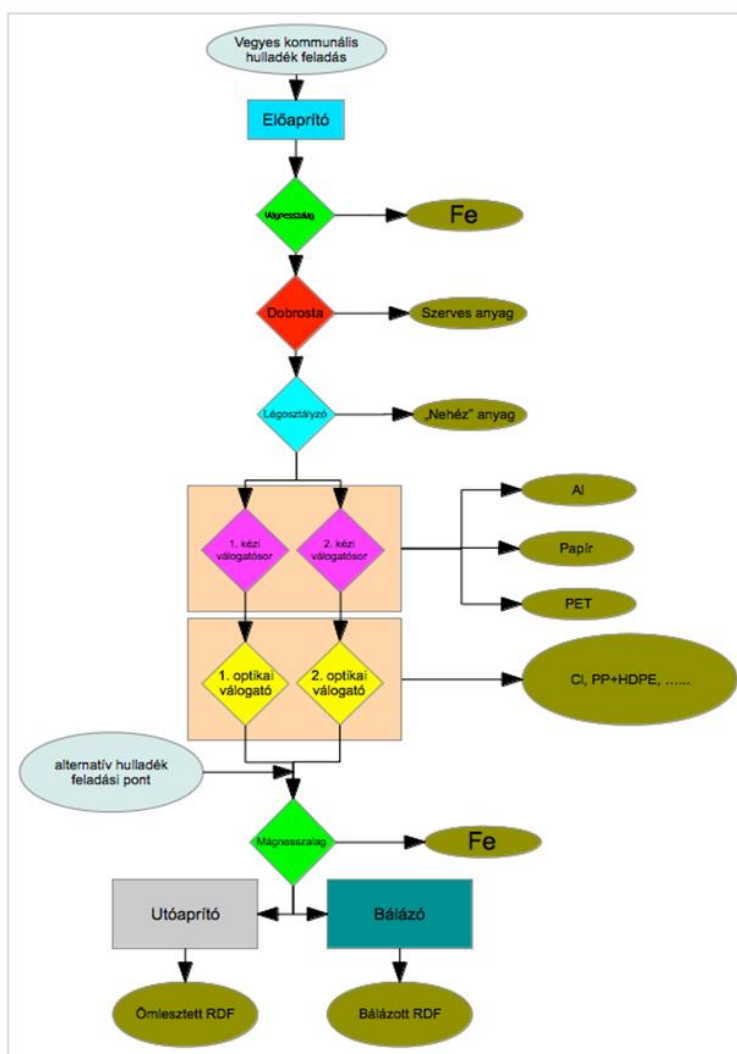 Vegyes kommunális
hulladék feladás
Előaprító
Mágnesszalag
Fe
Dobrosta
Szerves anyag
Légosztályzó
„Nehéz” anyag
Al
1. kézi
válogatósor
2. kézi
válogatósor
Papír
PET
1. optikai
válogató
2. optikai
válogató
Cl, PP+HDPE, ......
alternatív hulladék
feladási pont
Mágnesszalag
Fe
Utóaprító
Bálázó
Ömlesztett RDF
Bálázott RDF